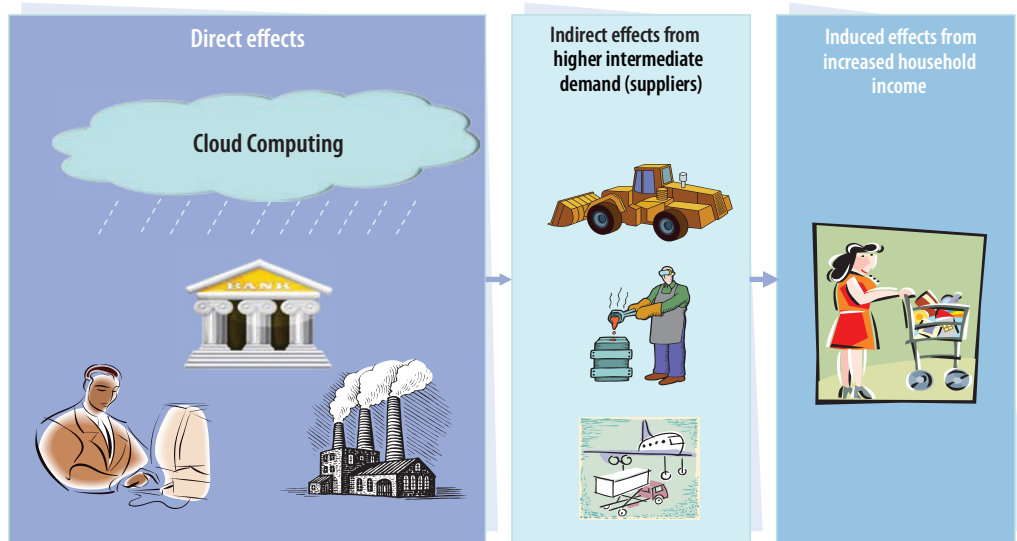 Direct effects
Cloud Computing
BANK
Indirect effects from
higher intermediate
demand (suppliers)
Induced effects from
increased household
income